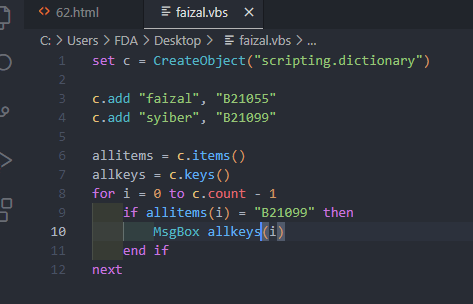 62.html
faizal.vbs
C: > Users > FDA > Desktop > faizal.vbs > ...
1 set c = CreateObject("scripting.dictionary")
2
3 c.add "faizal", "B21055"
4 c.add "syiber", "B21099"
5
6 allitems = c.items()
7 allkeys = c.keys()
8 for i = 0 to c.count - 1
9 if allitems(i) = "B21099" then
10 MsgBox allkeys(i)
11 end if
12 next